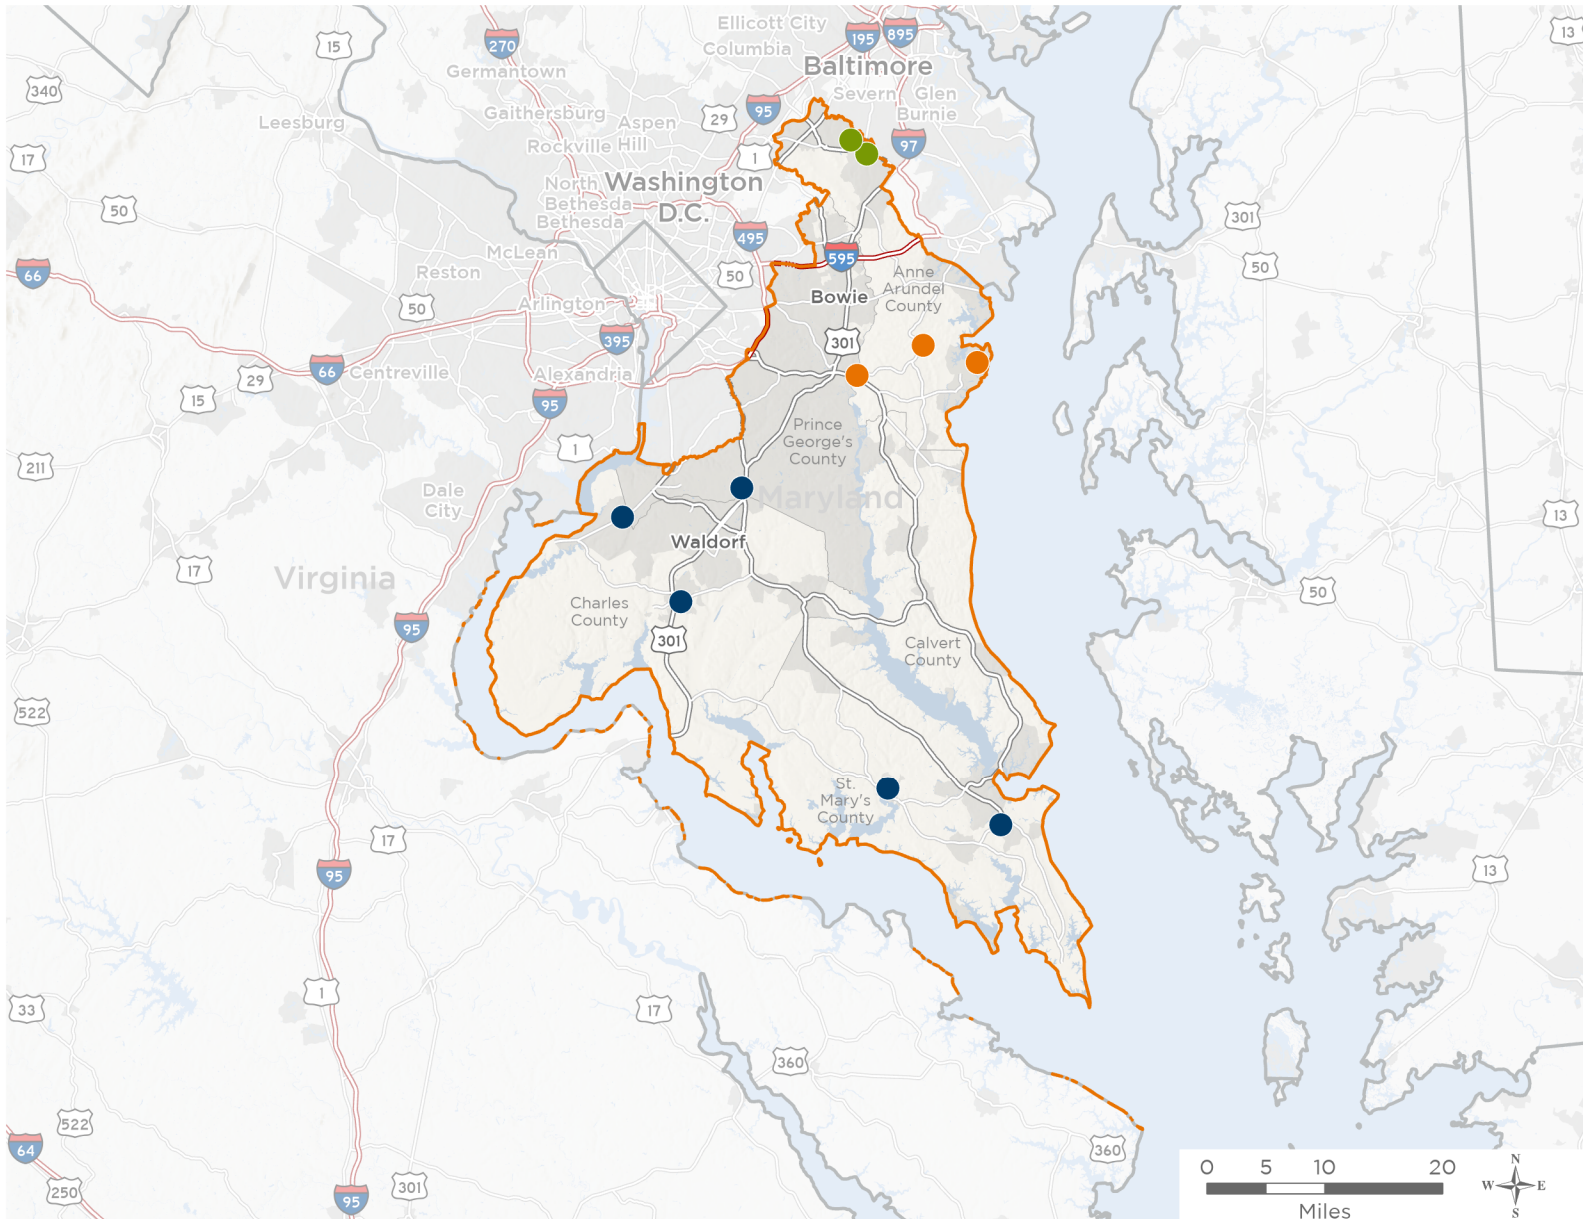 Ellicott City
13
15
195
895
270
Columbia
Baltimore
Germantown
340
Severn
Glen
Burnie
95
Gaithersburg
29
Aspen
Hill
Leesburg
97
Rockville
17
1
North
Bethesda
Washington
D.C.
50
301
Bethesda
495
McLean
595
66
Reston
50
Anne
Arundel
County
50
Bowie
Arlington
50
395
301
66
Centreville
29
Alexandria
15
95
Prince
George's
County
1
211
Dale
City
Maryland
13
Waldorf
17
Virginia
50
Charles
County
95
301
Calvert
County
522
St.
Mary's
County
17
95
13
1
33
17
360
522
64
360
250
301
95
0 5 10 20
Miles
N
W E
S